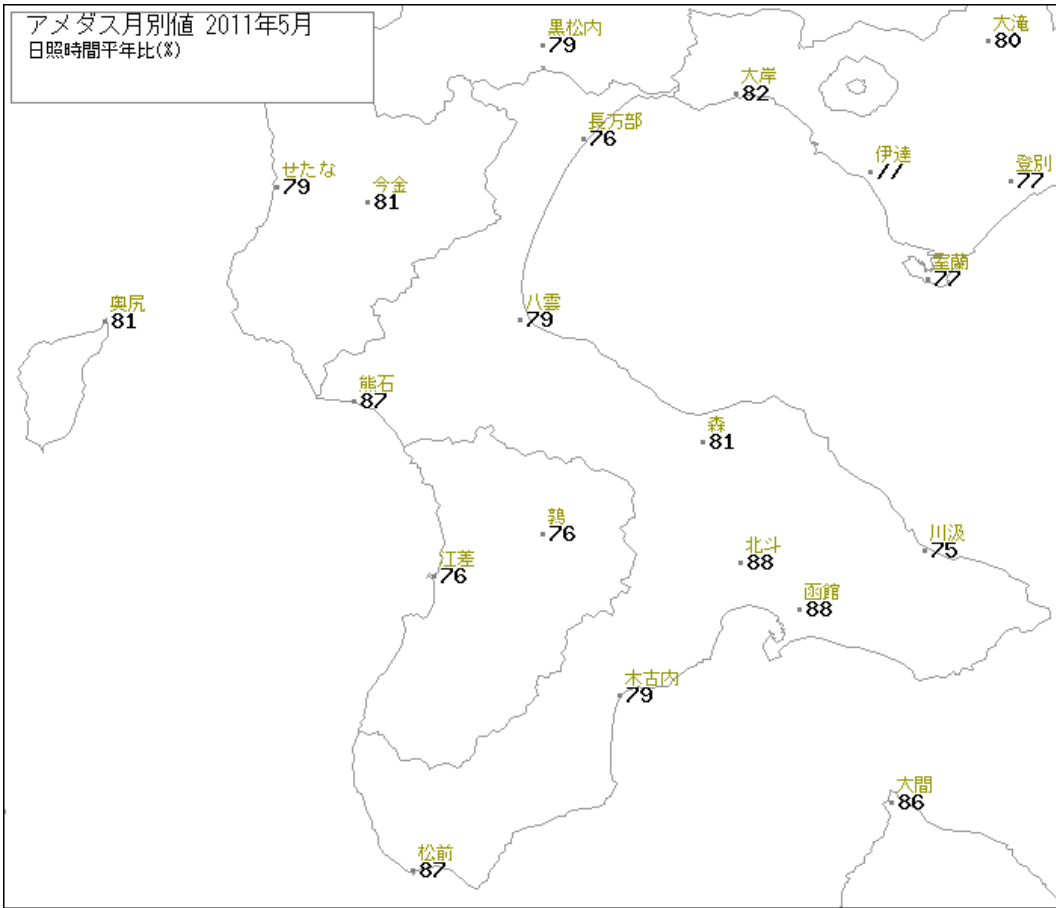 アメダス月別値 2011年5月
日照時間平年比(%)
黒松内
79
大滝
80
大岸
82
長万部
76
伊達
77
登別
77
せたな
79
今金
81
室蘭
77
奥尻
81
八雲
79
熊石
87
森
81
鶉
76
川汲
75
北斗
88
江差
76
函館
88
木古内
79
大間
86
松前
87